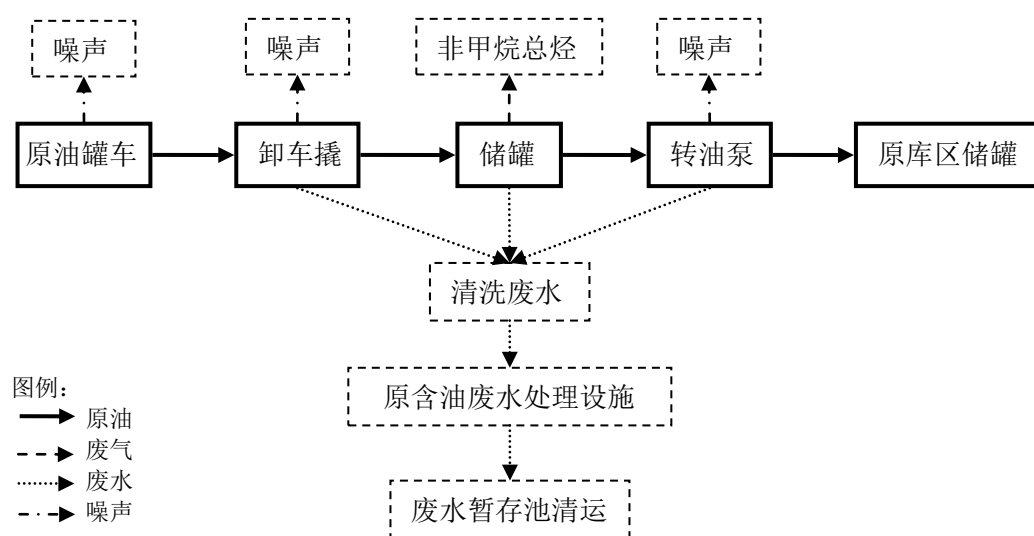 噪声
噪声
非甲烷总烃
噪声
原油罐车
卸车撬
储罐
转油泵
原库区储罐
清洗废水
原含油废水处理设施
废水暂存池清运
图例：
原油
废气
废水
噪声